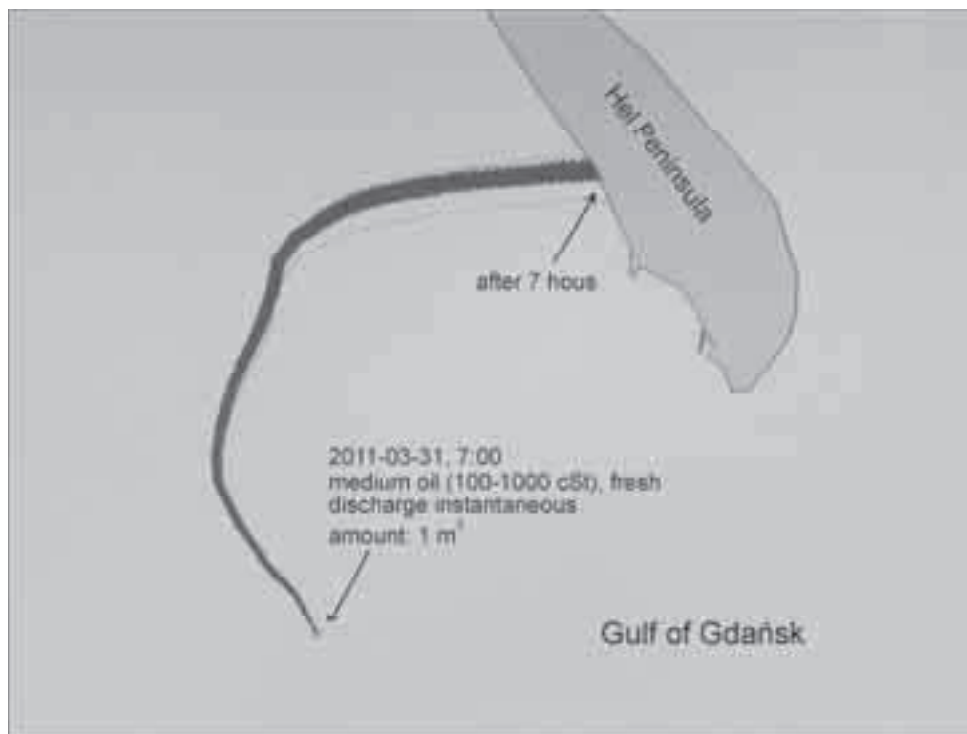 Hel Peninsula
after 7 hous
2011-03-31, 7:00
medium oil (100-1000 cSt), fresh
discharge instantaneous
amount: 1 m³
Gulf of Gdańsk